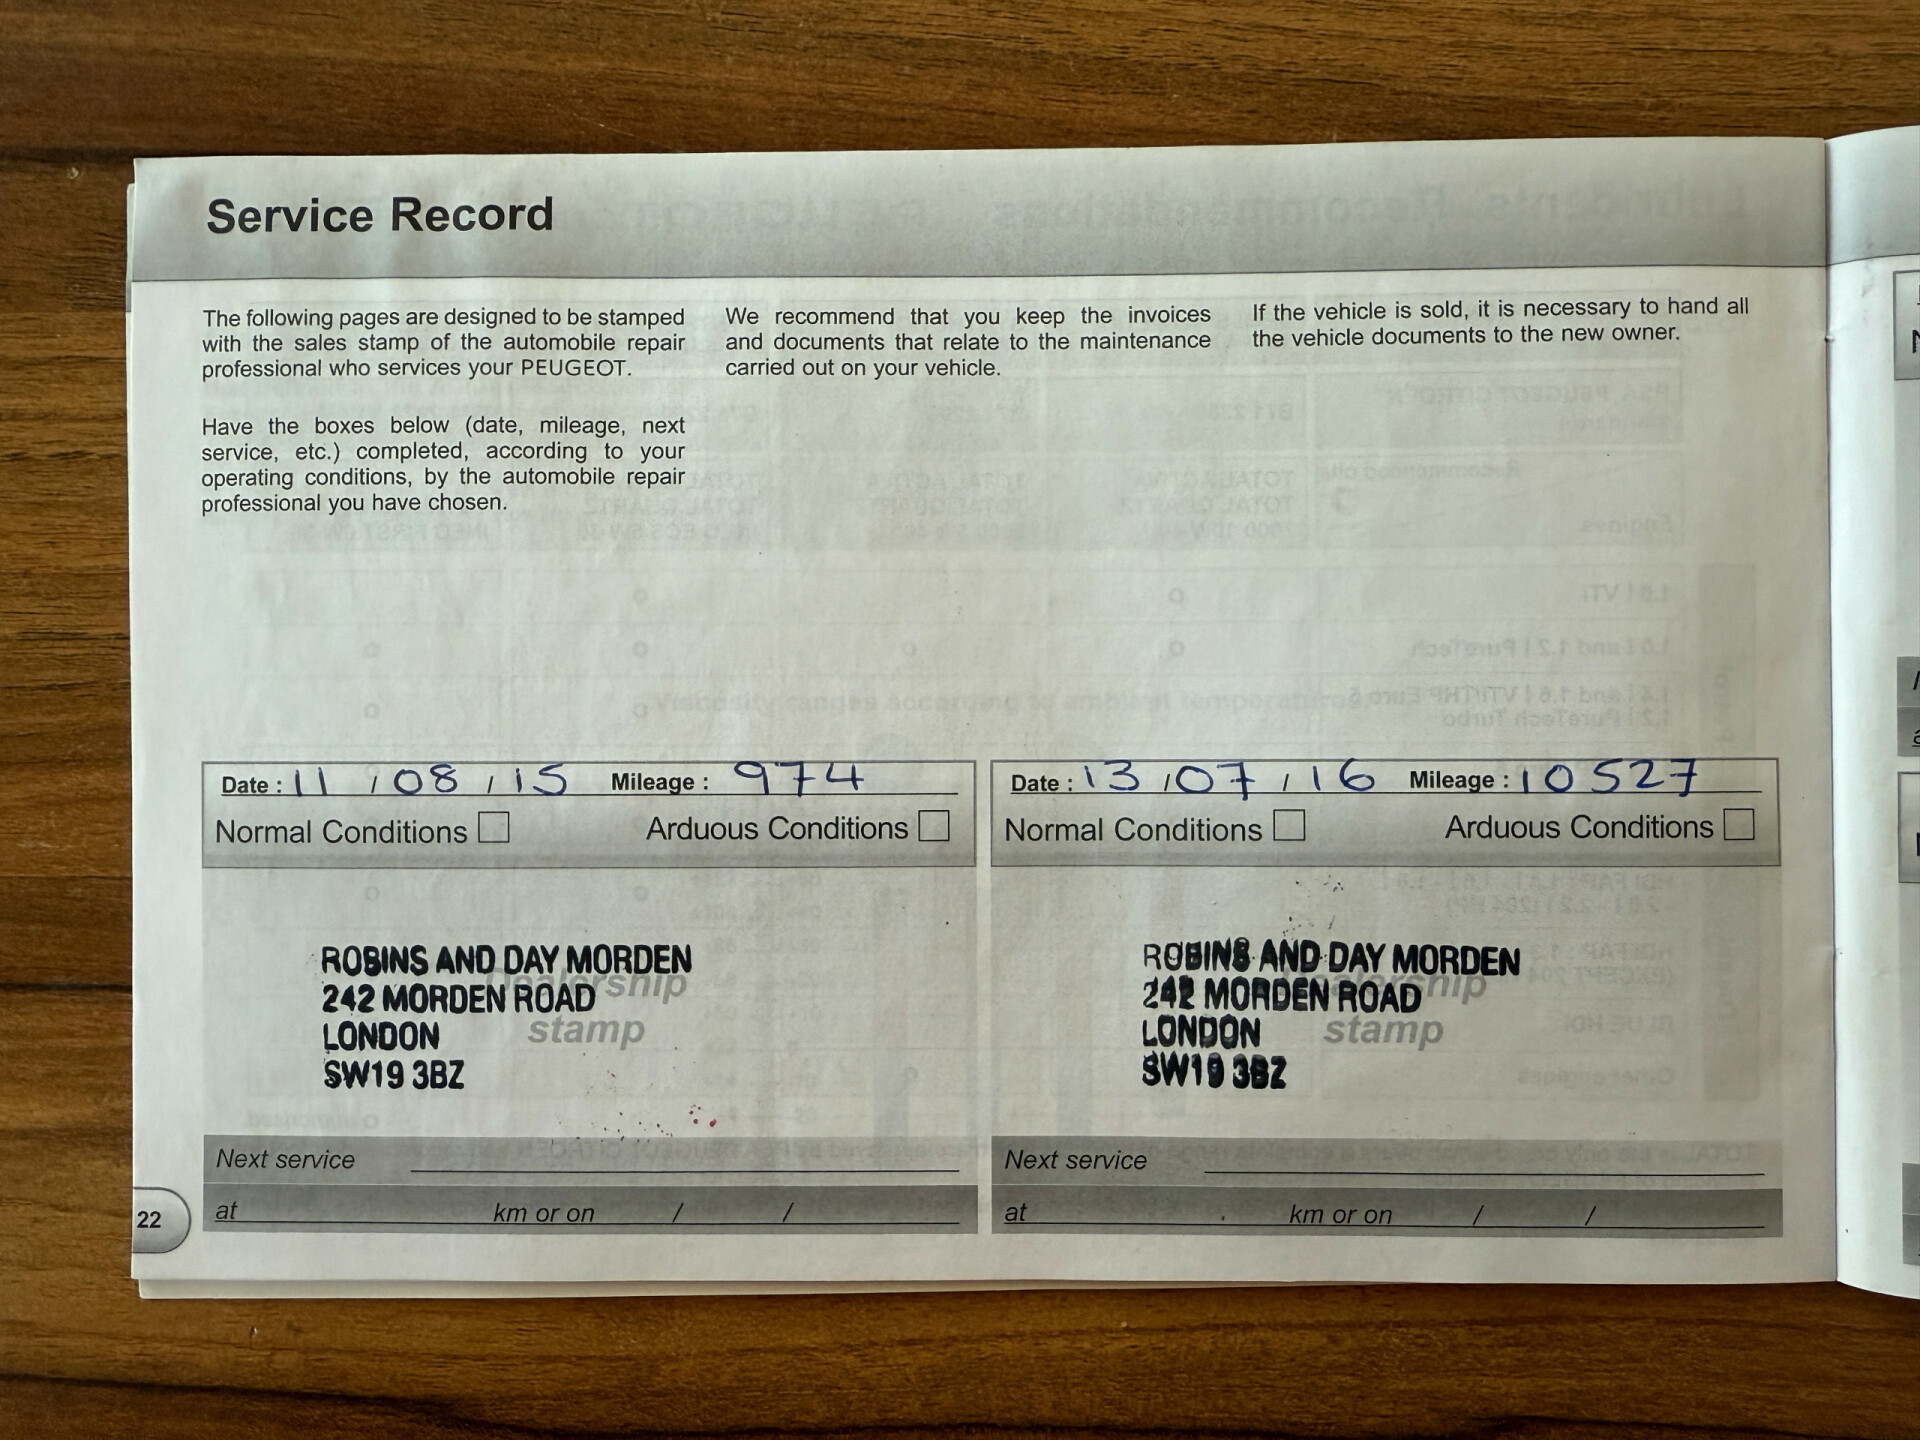 Service Record
The following pages are designed to be stamped
with the sales stamp of the automobile repair
professional who services your PEUGEOT.
Have the boxes below (date, mileage, next
service, etc.) completed, according to your
operating conditions, by the automobile repair
professional you have chosen.
We recommend that you keep the invoices
and documents that relate to the maintenance
carried out on your vehicle.
If the vehicle is sold, it is necessary to hand all
the vehicle documents to the new owner.
Date : 11 / 08 / 15 Mileage : 974
Normal Conditions Arduous Conditions
ROBINS AND DAY MORDEN
242 MORDEN ROAD
LONDON
SW19 3BZ
Dealership
stamp
Next service
at km or on / /
Date : 13 / 07 / 16 Mileage : 10527
Normal Conditions Arduous Conditions
ROBINS AND DAY MORDEN
242 MORDEN ROAD
LONDON
SW19 3BZ
Dealership
stamp
Next service
at km or on / /
22